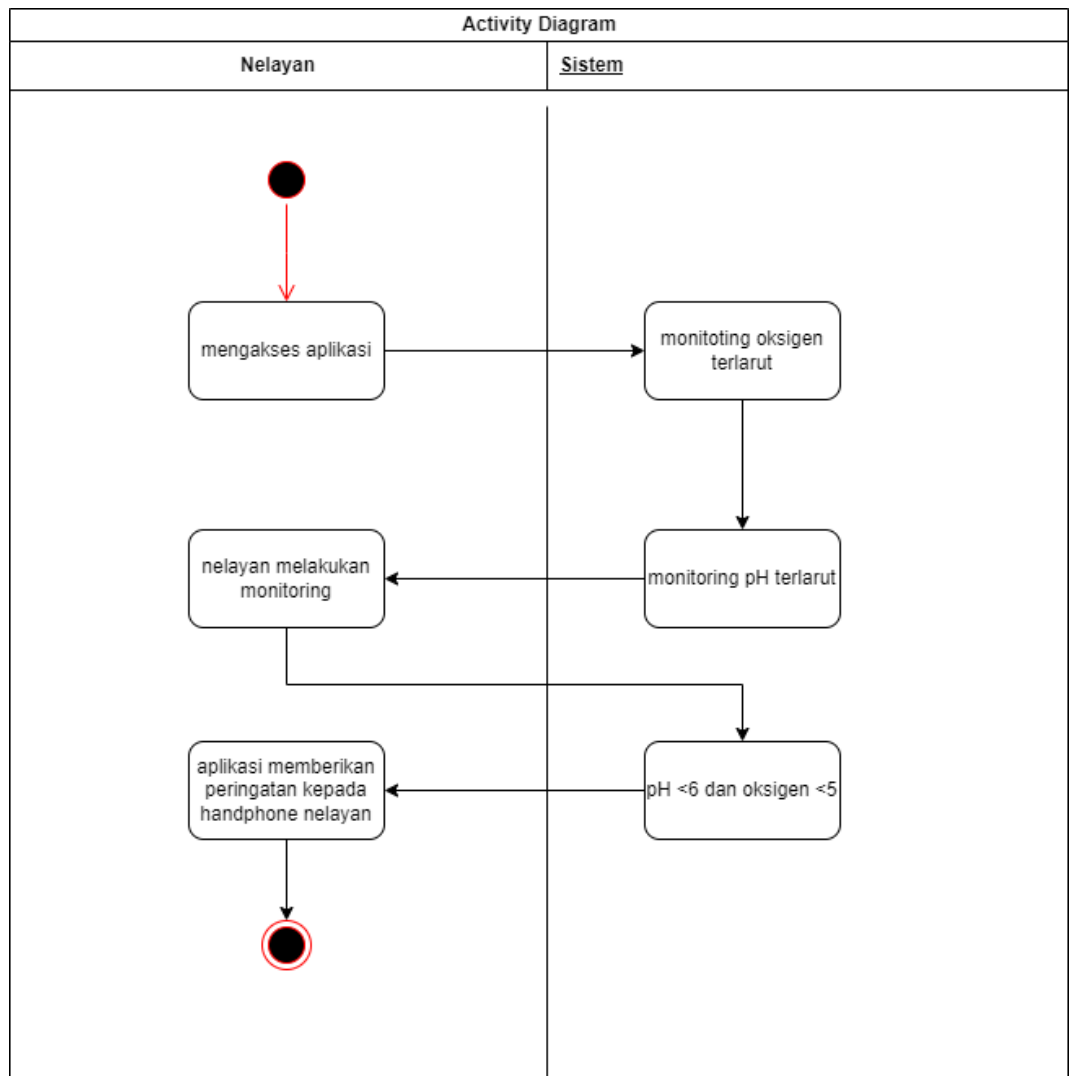 Activity Diagram
Nelayan
Sistem
mengakses aplikasi
monitoting oksigen
terlarut
nelayan melakukan
monitoring
monitoring pH terlarut
aplikasi memberikan
peringatan kepada
handphone nelayan
pH <6 dan oksigen <5